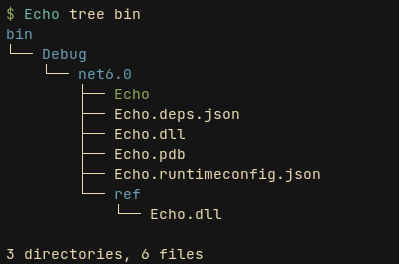 $ Echo tree bin
bin
└── Debug
    └── net6.0
        ├── Echo
        ├── Echo.deps.json
        ├── Echo.dll
        ├── Echo.pdb
        ├── Echo.runtimeconfig.json
        └── ref
            └── Echo.dll

3 directories, 6 files